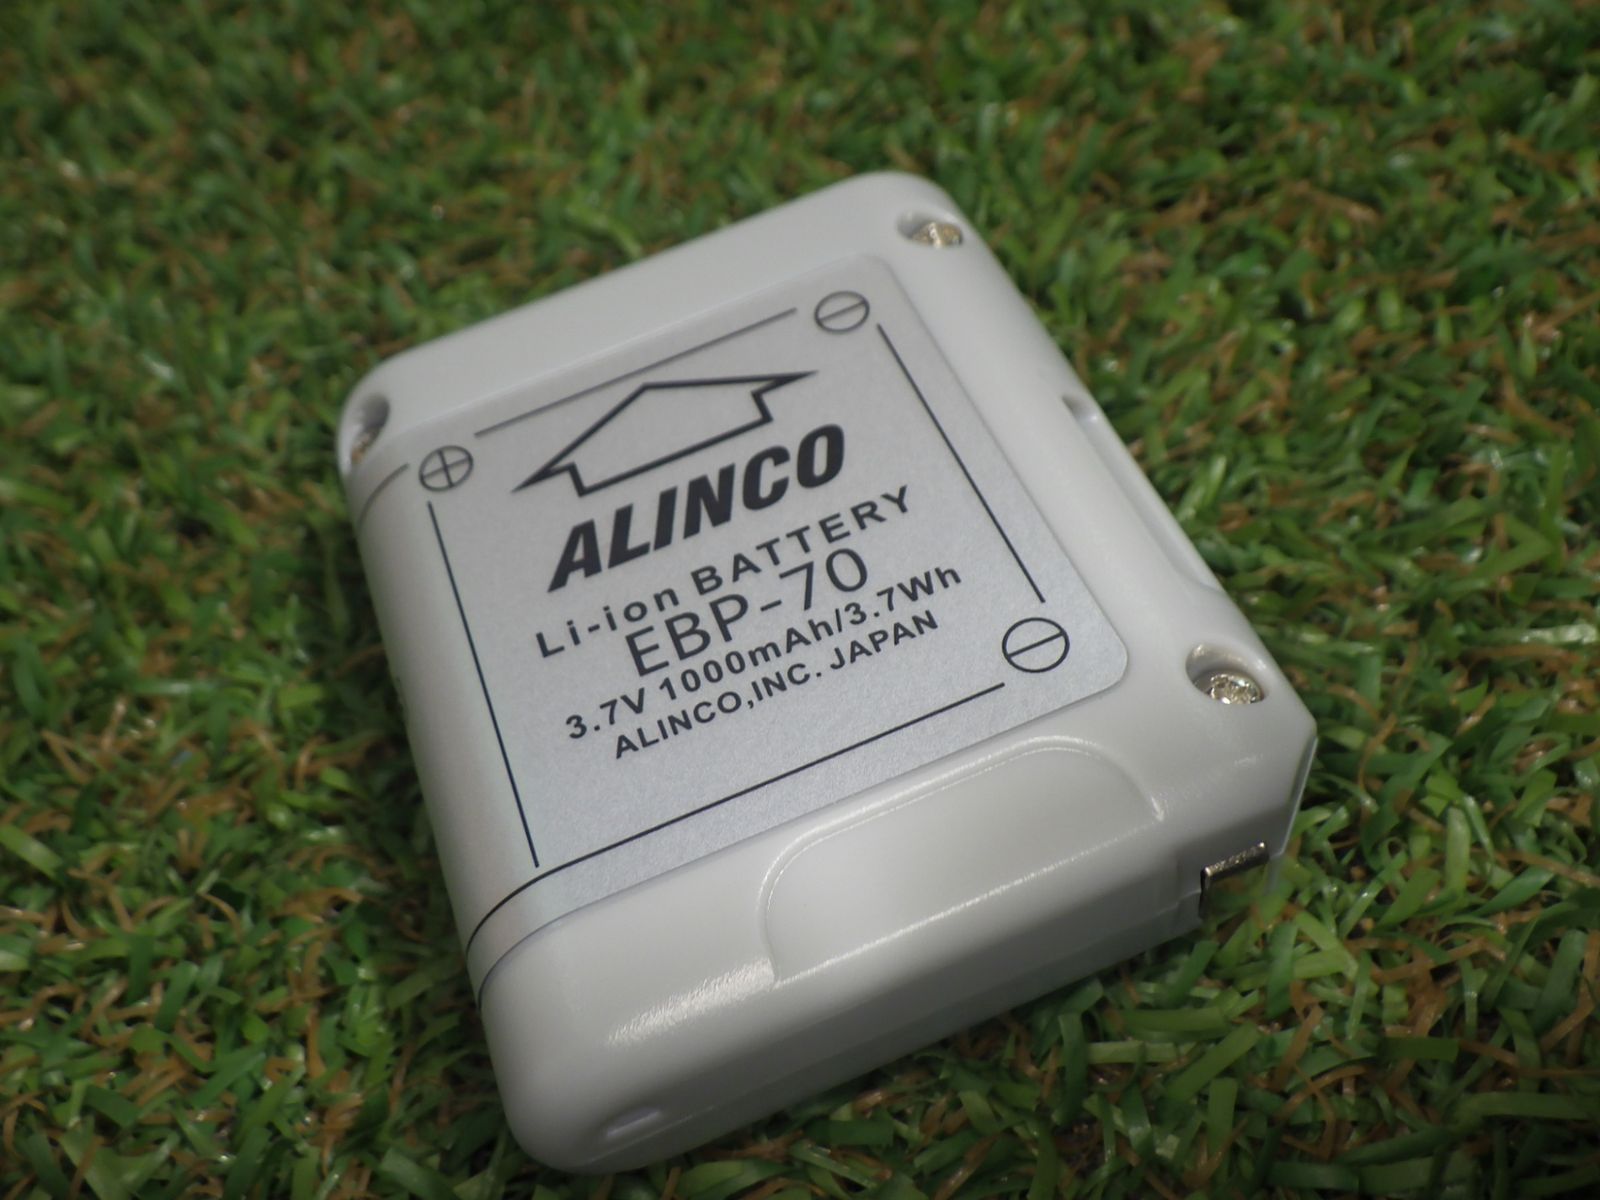 ALINCO
Li-ion BATTERY
EBP-70
3.7V 1000mAh/3.7Wh
ALINCO,INC. JAPAN